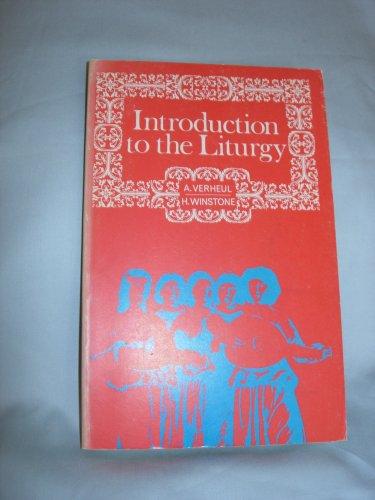 Introduction
to the Liturgy
A.VERHEUL
H.WINSTONE